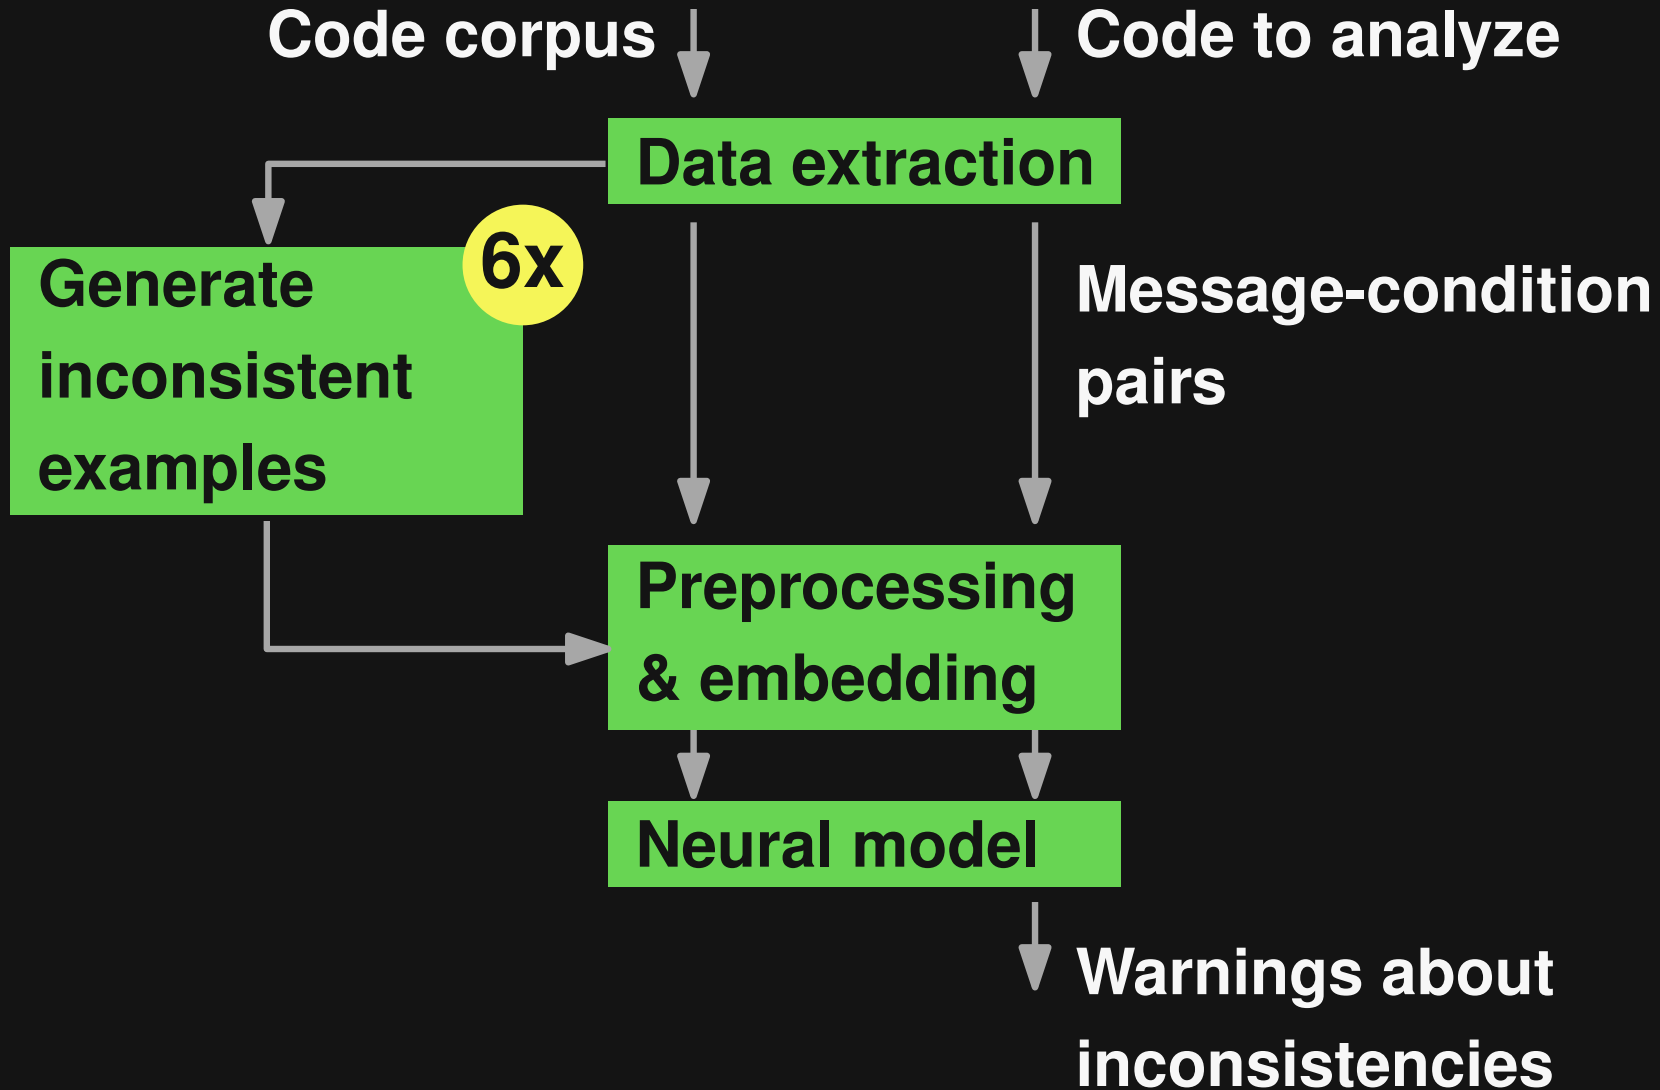 Code corpus
Code to analyze
Data extraction
6x
Generate
inconsistent
examples
Message-condition
pairs
Preprocessing
& embedding
Neural model
Warnings about
inconsistencies